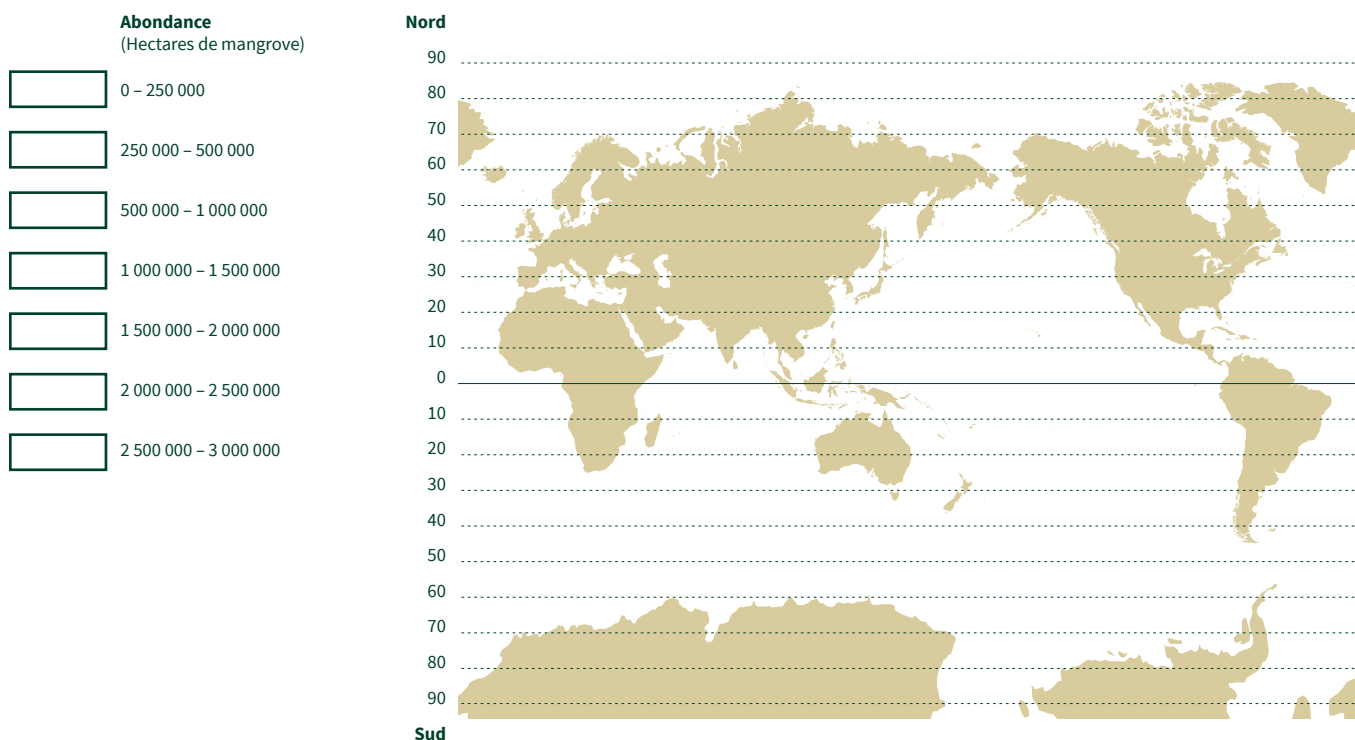 Abondance
(Hectares de mangrove)
0 – 250 000
250 000 – 500 000
500 000 – 1 000 000
1 000 000 – 1 500 000
1 500 000 – 2 000 000
2 000 000 – 2 500 000
2 500 000 – 3 000 000
Nord
90
80
70
60
50
40
30
20
10
0
10
20
30
40
50
60
70
80
90
Sud